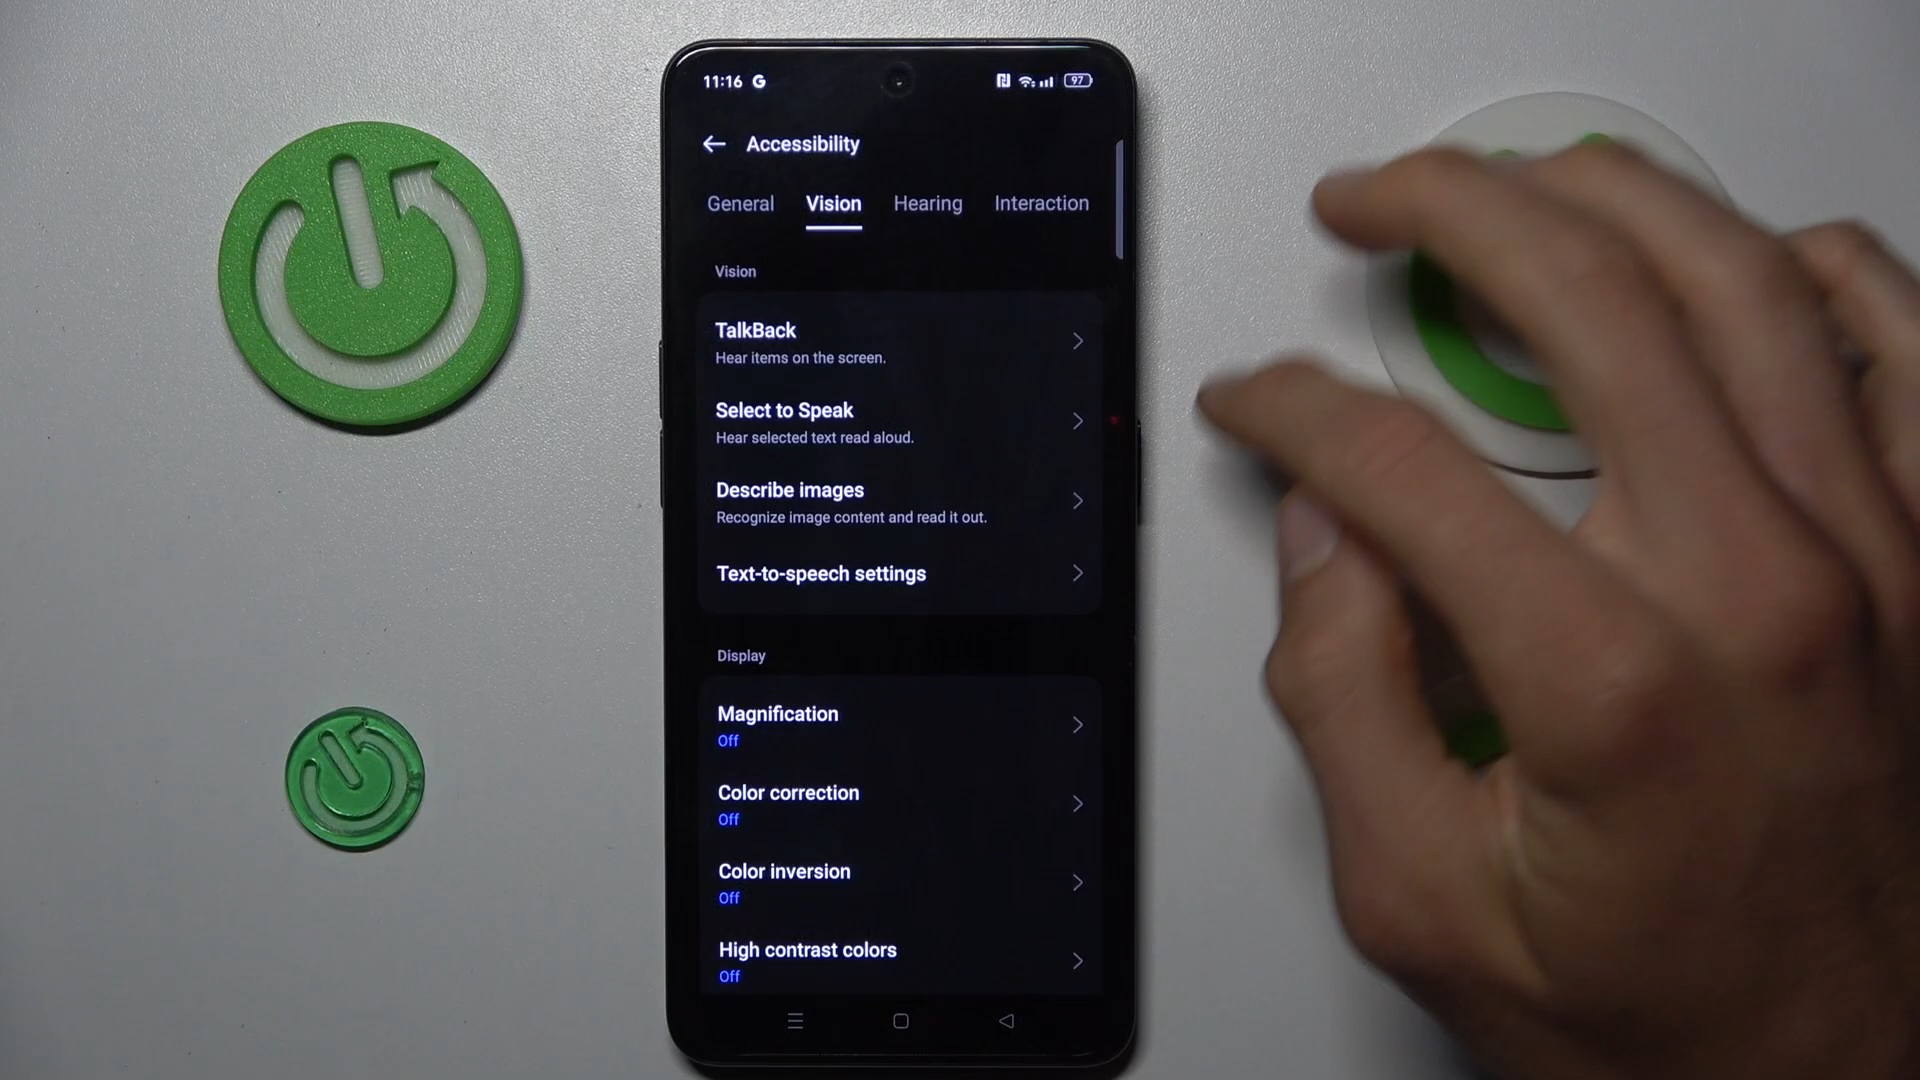 11:16 G
97
Accessibility
General Vision Hearing Interaction
Vision
TalkBack
Hear items on the screen.
Select to Speak
Hear selected text read aloud.
Describe images
Recognize image content and read it out.
Text-to-speech settings
Display
Magnification
Off
Color correction
Off
Color inversion
Off
High contrast colors
Off